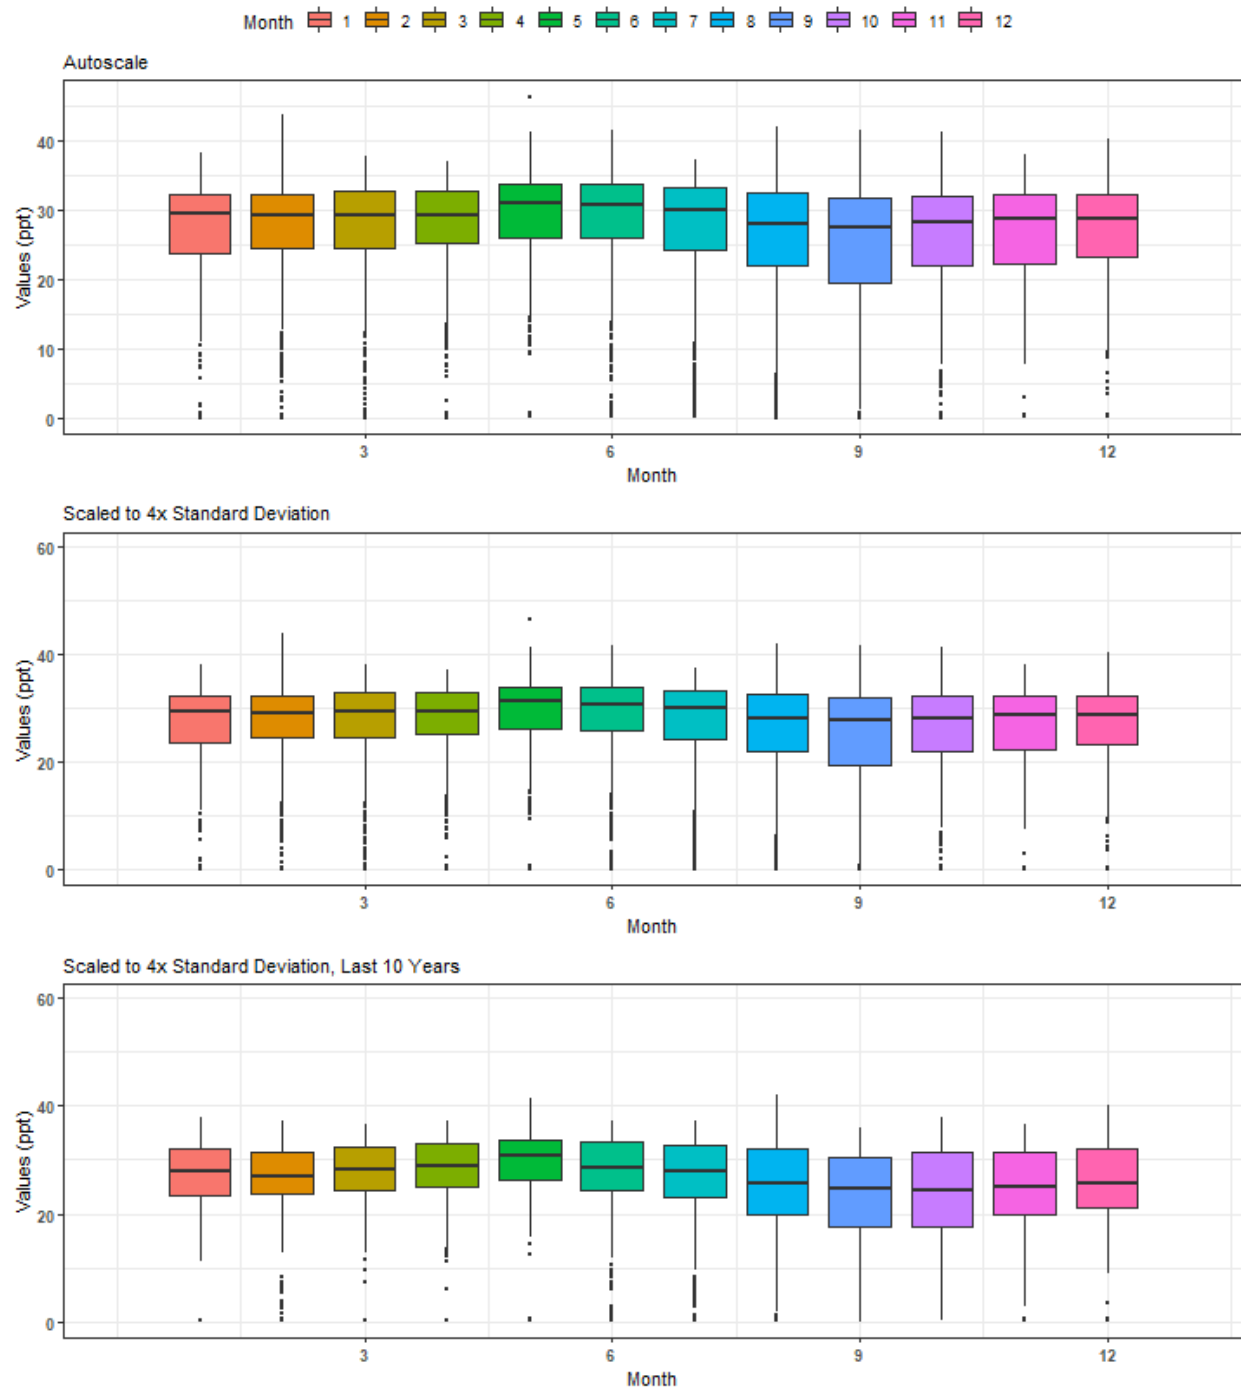 Month 1 2 3 4 5 6 7 8 9 10 11 12
Autoscale
Values (ppt)
40
30
20
10
0
3 6 9 12
Month
Scaled to 4x Standard Deviation
Values (ppt)
60
40
20
0
3 6 9 12
Month
Scaled to 4x Standard Deviation, Last 10 Years
Values (ppt)
60
40
20
0
3 6 9 12
Month